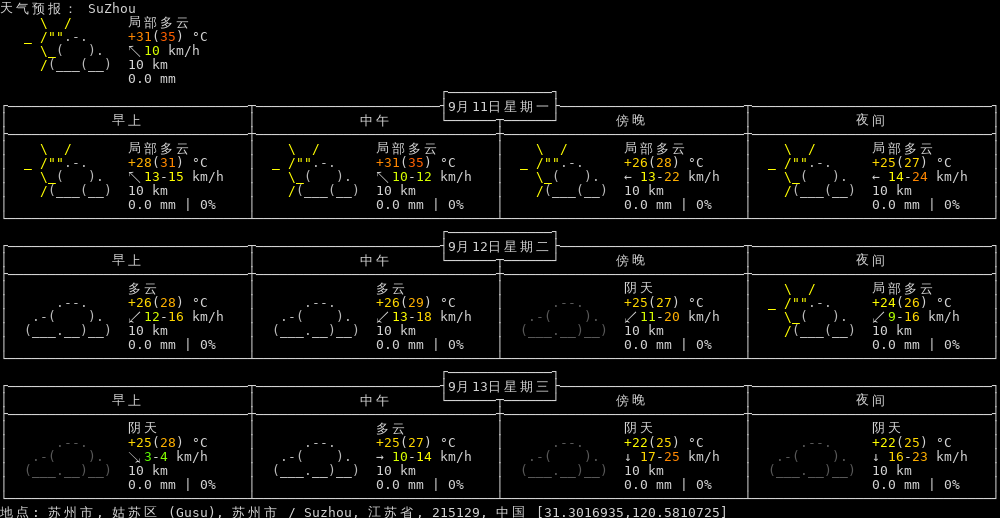 天气预报： SuZhou
局部多云
+31(35) °C
↖ 10 km/h
10 km
0.0 mm
9月11日星期一
早上 中午 傍晚 夜间
局部多云 局部多云 局部多云 局部多云
+28(31) °C +31(35) °C +26(28) °C +25(27) °C
↖ 13-15 km/h ↖ 10-12 km/h ← 13-22 km/h ← 14-24 km/h
10 km 10 km 10 km 10 km
0.0 mm | 0% 0.0 mm | 0% 0.0 mm | 0% 0.0 mm | 0%
9月12日星期二
早上 中午 傍晚 夜间
多云 多云 阴天 局部多云
+26(28) °C +26(29) °C +25(27) °C +24(26) °C
↙ 12-16 km/h ↙ 13-18 km/h ↙ 11-20 km/h ↙ 9-16 km/h
10 km 10 km 10 km 10 km
0.0 mm | 0% 0.0 mm | 0% 0.0 mm | 0% 0.0 mm | 0%
9月13日星期三
早上 中午 傍晚 夜间
阴天 多云 阴天 阴天
+25(28) °C +25(27) °C +22(25) °C +22(25) °C
↘ 3-4 km/h → 10-14 km/h ↓ 17-25 km/h ↓ 16-23 km/h
10 km 10 km 10 km 10 km
0.0 mm | 0% 0.0 mm | 0% 0.0 mm | 0% 0.0 mm | 0%
地点: 苏州市, 姑苏区 (Gusu), 苏州市 / Suzhou, 江苏省, 215129, 中国 [31.3016935,120.5810725]